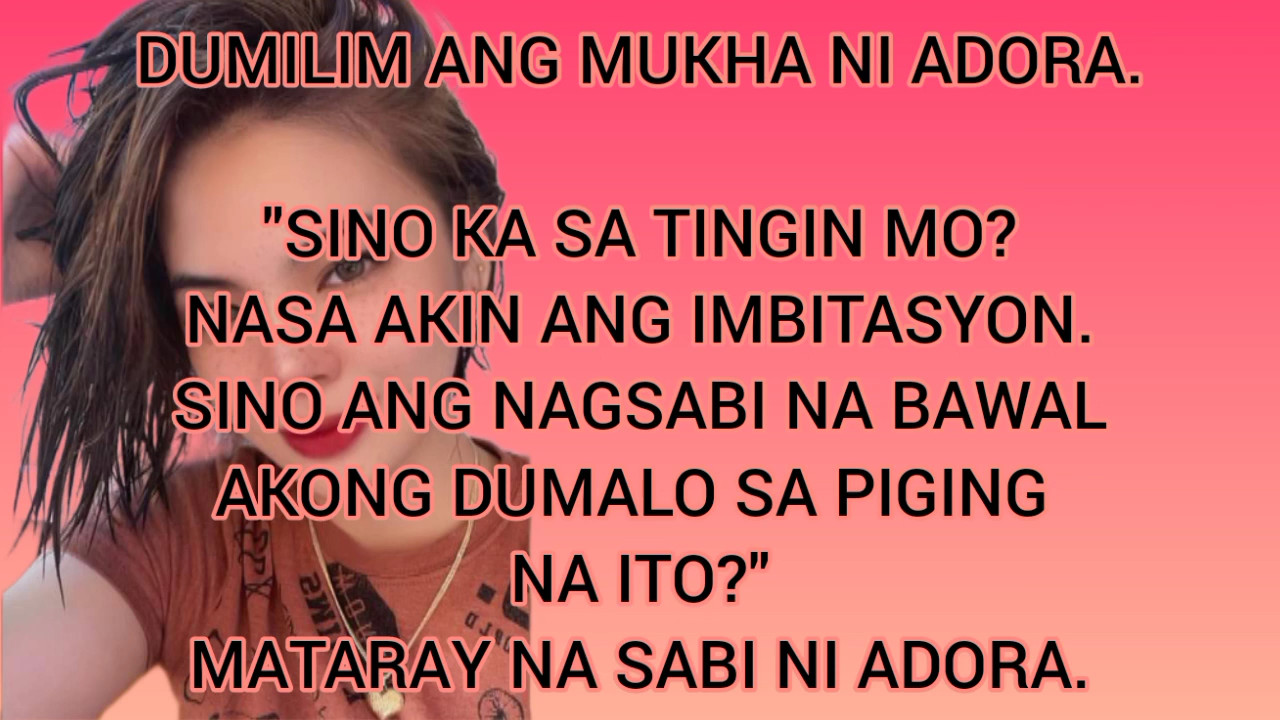 DUMILIM ANG MUKHA NI ADORA.
"SINO KA SA TINGIN MO?
NASA AKIN ANG IMBITASYON.
SINO ANG NAGSABI NA BAWAL
AKONG DUMALO SA PIGING
NA ITO?"
MATARAY NA SABI NI ADORA.